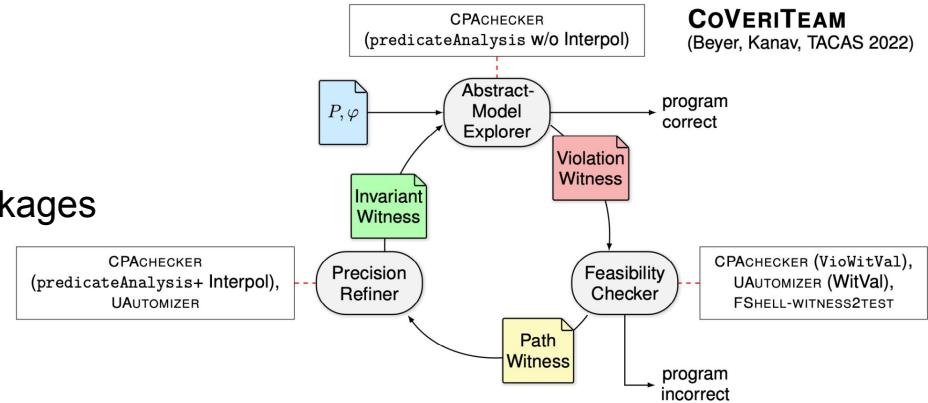 CPACHECKER
(predicateAnalysis w/o Interpol)
COVERITEAM
(Beyer, Kanav, TACAS 2022)
P, φ
Abstract-
Model
Explorer
program
correct
Violation
Witness
Invariant
Witness
kages
CPACHECKER
(predicateAnalysis+ Interpol),
UAUTOMIZER
Precision
Refiner
Feasibility
Checker
CPACHECKER (VioWitVal),
UAUTOMIZER (WitVal),
FSHELL-WITNESS2TEST
Path
Witness
program
incorrect